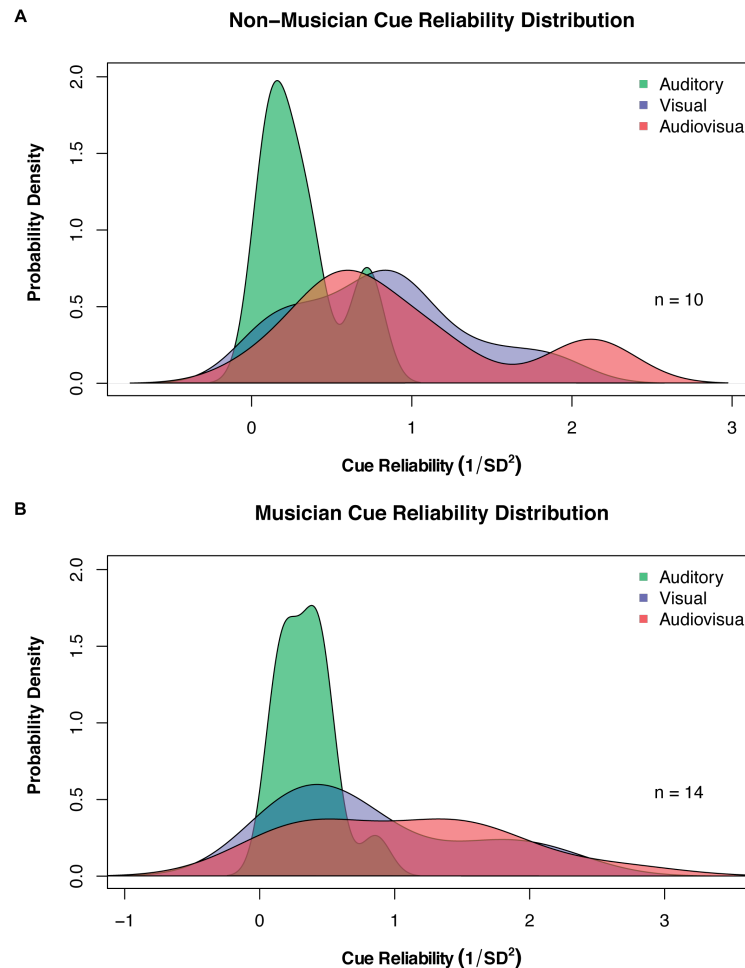 A
Non−Musician Cue Reliability Distribution
Probability Density
2.0
1.5
1.0
0.5
0.0
Auditory
Visual
Audiovisua
n = 10
0 1 2 3
Cue Reliability (1/SD²)
B
Musician Cue Reliability Distribution
Probability Density
2.0
1.5
1.0
0.5
0.0
Auditory
Visual
Audiovisua
n = 14
−1 0 1 2 3
Cue Reliability (1/SD²)